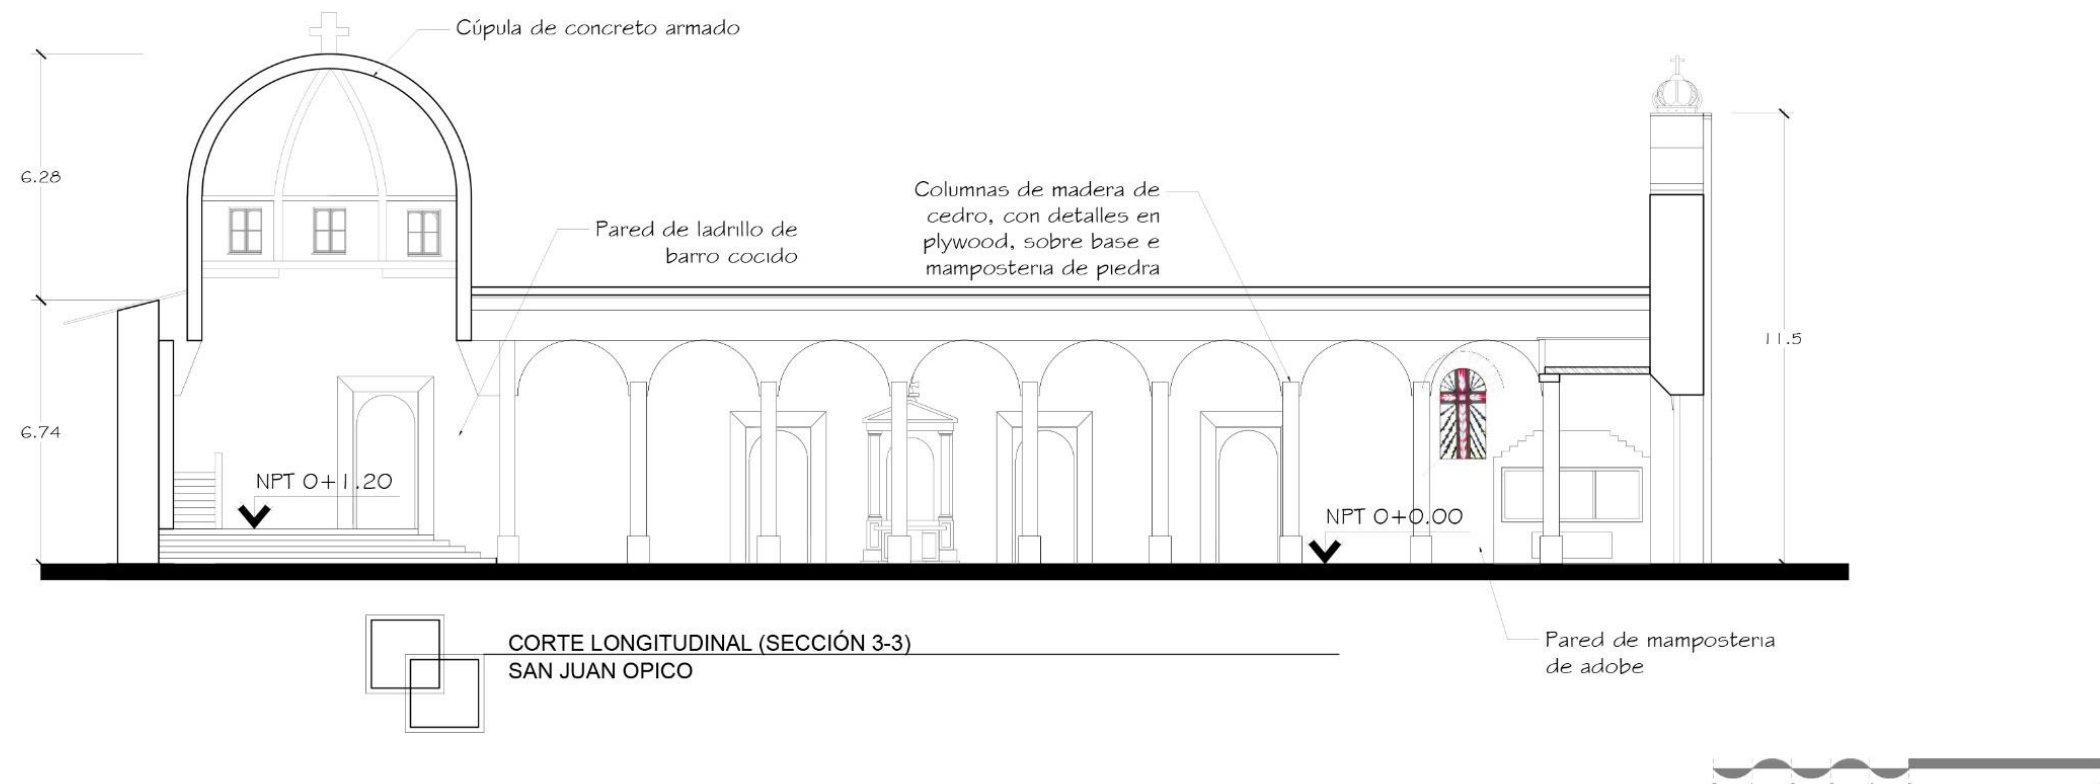 Cúpula de concreto armado
6.28
Columnas de madera de
cedro, con detalles en
plywood, sobre base e
mamposteria de piedra
Pared de ladrillo de
barro cocido
11.5
6.74
NPT 0+1.20
NPT 0+0.00
CORTE LONGITUDINAL (SECCIÓN 3-3)
SAN JUAN OPICO
Pared de mamposteria
de adobe